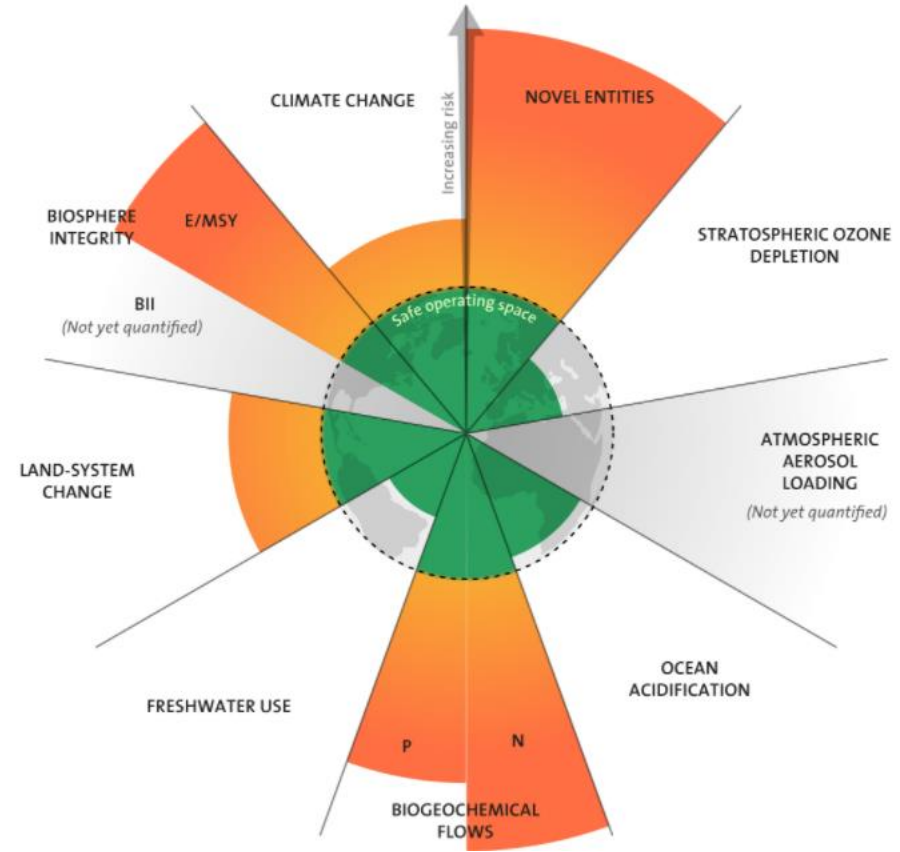 CLIMATE CHANGE
Increasing risk
NOVEL ENTITIES
BIOSPHERE
INTEGRITY
E/MSY
STRATOSPHERIC OZONE
DEPLETION
BII
(Not yet quantified)
Safe operating space
ATMOSPHERIC
AEROSOL
LOADING
(Not yet quantified)
LAND-SYSTEM
CHANGE
OCEAN
ACIDIFICATION
FRESHWATER USE
P
N
BIOGEOCHEMICAL
FLOWS